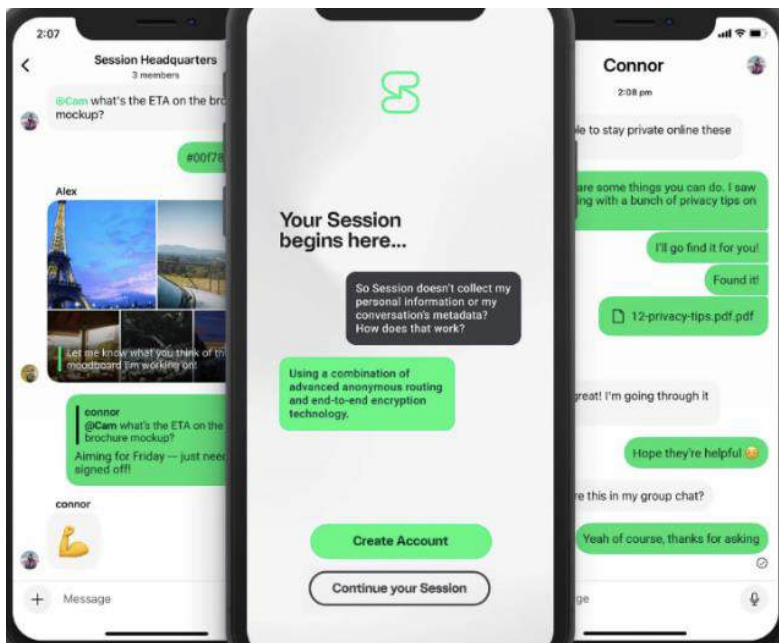 2:07
Session Headquarters
3 members
@Cam what's the ETA on the bro
mockup?
#00f78
Alex
Let me know what you think of th
moodboard I'm working on!
connor
@Cam what's the ETA on the
brochure mockup?
Aiming for Friday — just need
signed off!
connor
Message
Your Session
begins here...
So Session doesn't collect my
personal information or my
conversation's metadata?
How does that work?
Using a combination of
advanced anonymous routing
and end-to-end encryption
technology.
Create Account
Continue your Session
Connor
2:08 pm
le to stay private online these
are some things you can do. I saw
ing with a bunch of privacy tips on
I'll go find it for you!
Found it!
12-privacy-tips.pdf.pdf
great! I'm going through it
Hope they're helpful
re this in my group chat?
Yeah of course, thanks for asking
ge